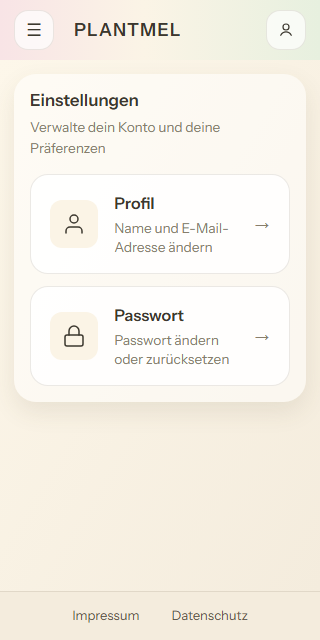 PLANTMEL
Einstellungen
Verwalte dein Konto und deine
Präferenzen
Profil
Name und E-Mail-
Adresse ändern
→
Passwort
Passwort ändern
oder zurücksetzen
→
Impressum
Datenschutz